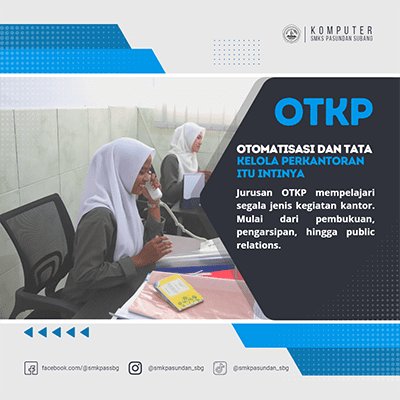 KOMPUTER
SMKS PASUNDAN SUBANG
OTKP
OTOMATISASI DAN TATA
KELOLA PERKANTORAN
ITU INTINYA
Jurusan OTKP mempelajari
segala jenis kegiatan kantor.
Mulai dari pembukuan,
pengarsipan, hingga public
relations.
facebook.com/@smkpassbg
@smkpasundan_sbg
@smkpasundan_sbg